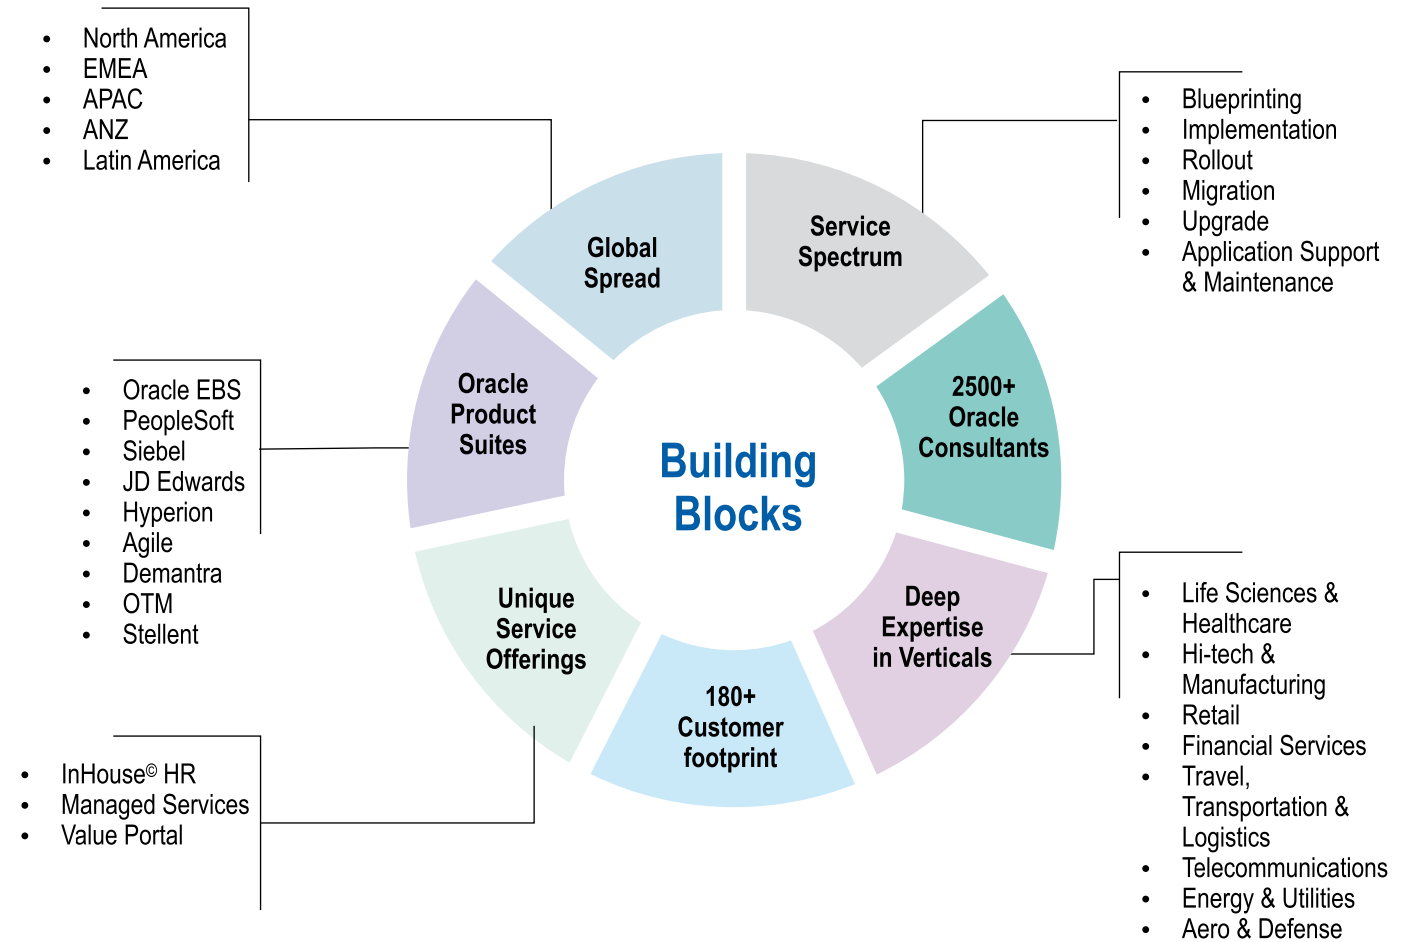 • North America
• EMEA
• APAC
• ANZ
• Latin America
• Blueprinting
• Implementation
• Rollout
• Migration
• Upgrade
• Application Support
& Maintenance
Global
Spread
Service
Spectrum
Oracle
Product
Suites
2500+
Oracle
Consultants
• Oracle EBS
• PeopleSoft
• Siebel
• JD Edwards
• Hyperion
• Agile
• Demantra
• OTM
• Stellent
Building
Blocks
Unique
Service
Offerings
180+
Customer
footprint
Deep
Expertise
in Verticals
• InHouse© HR
• Managed Services
• Value Portal
• Life Sciences &
Healthcare
• Hi-tech &
Manufacturing
• Retail
• Financial Services
• Travel,
Transportation &
Logistics
• Telecommunications
• Energy & Utilities
• Aero & Defense